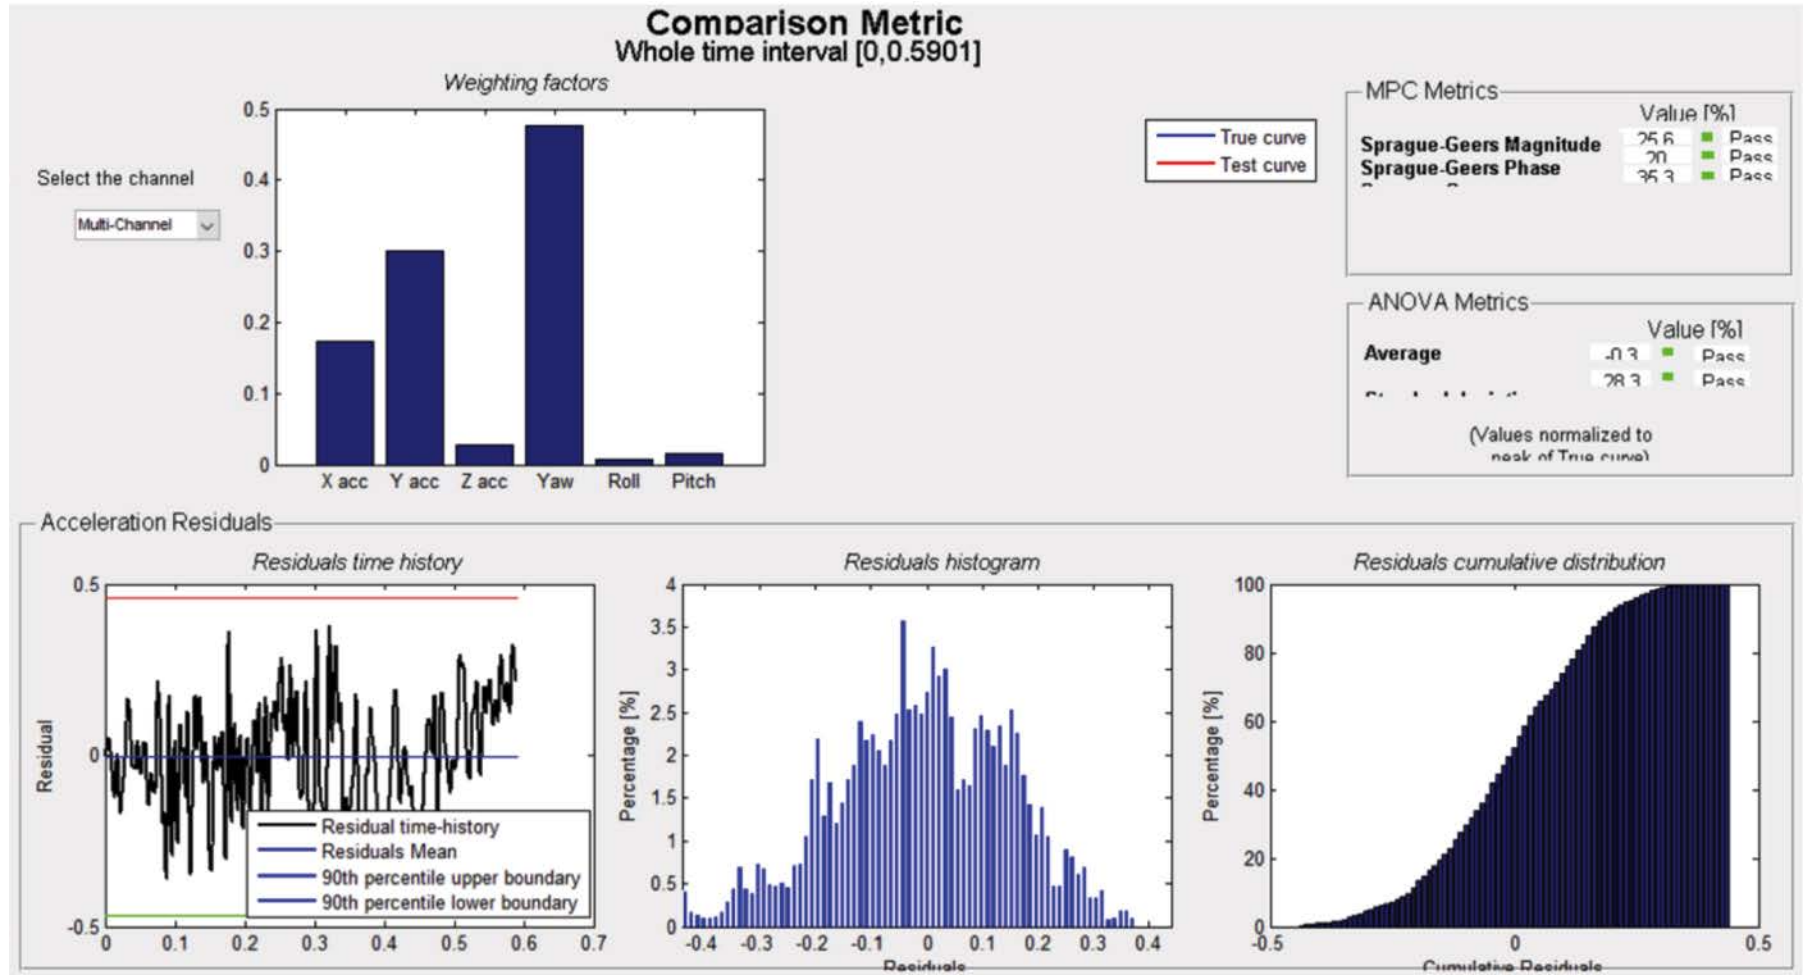 Comparison Metric
Whole time interval [0,0.5901]
Weighting factors
Select the channel
Multi-Channel
0.5
0.4
0.3
0.2
0.1
0
X acc Y acc Z acc Yaw Roll Pitch
True curve
Test curve
MPC Metrics
Value [%]
Sprague-Geers Magnitude 25.6 Pass
Sprague-Geers Phase 20 Pass
35.3 Pass
ANOVA Metrics
Value [%]
Average -0.3 Pass
28.3 Pass
(Values normalized to
peak of True curve)
Acceleration Residuals
Residuals time history
Residual
0.5
0
-0.5
0 0.1 0.2 0.3 0.4 0.5 0.6 0.7
Residual time-history
Residuals Mean
90th percentile upper boundary
90th percentile lower boundary
Residuals histogram
Percentage [%]
4
3.5
3
2.5
2
1.5
1
0.5
0
-0.4 -0.3 -0.2 -0.1 0 0.1 0.2 0.3 0.4
Residuals
Residuals cumulative distribution
Percentage [%]
100
80
60
40
20
0
-0.5 0 0.5
Cumulative Residuals